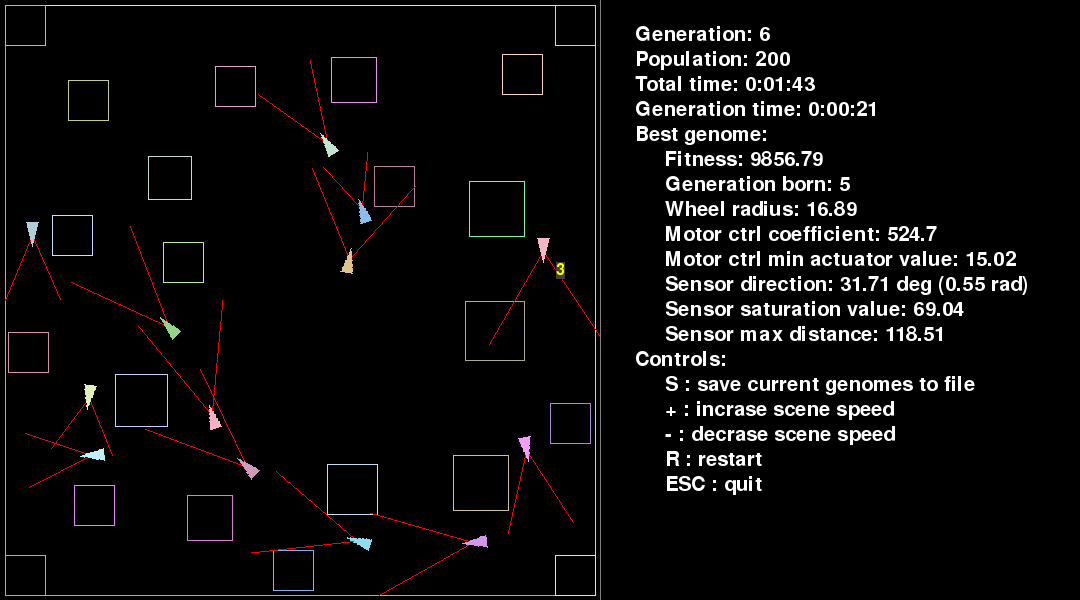 3
Generation: 6
Population: 200
Total time: 0:01:43
Generation time: 0:00:21
Best genome:
Fitness: 9856.79
Generation born: 5
Wheel radius: 16.89
Motor ctrl coefficient: 524.7
Motor ctrl min actuator value: 15.02
Sensor direction: 31.71 deg (0.55 rad)
Sensor saturation value: 69.04
Sensor max distance: 118.51
Controls:
S : save current genomes to file
+ : incrase scene speed
- : decrase scene speed
R : restart
ESC : quit